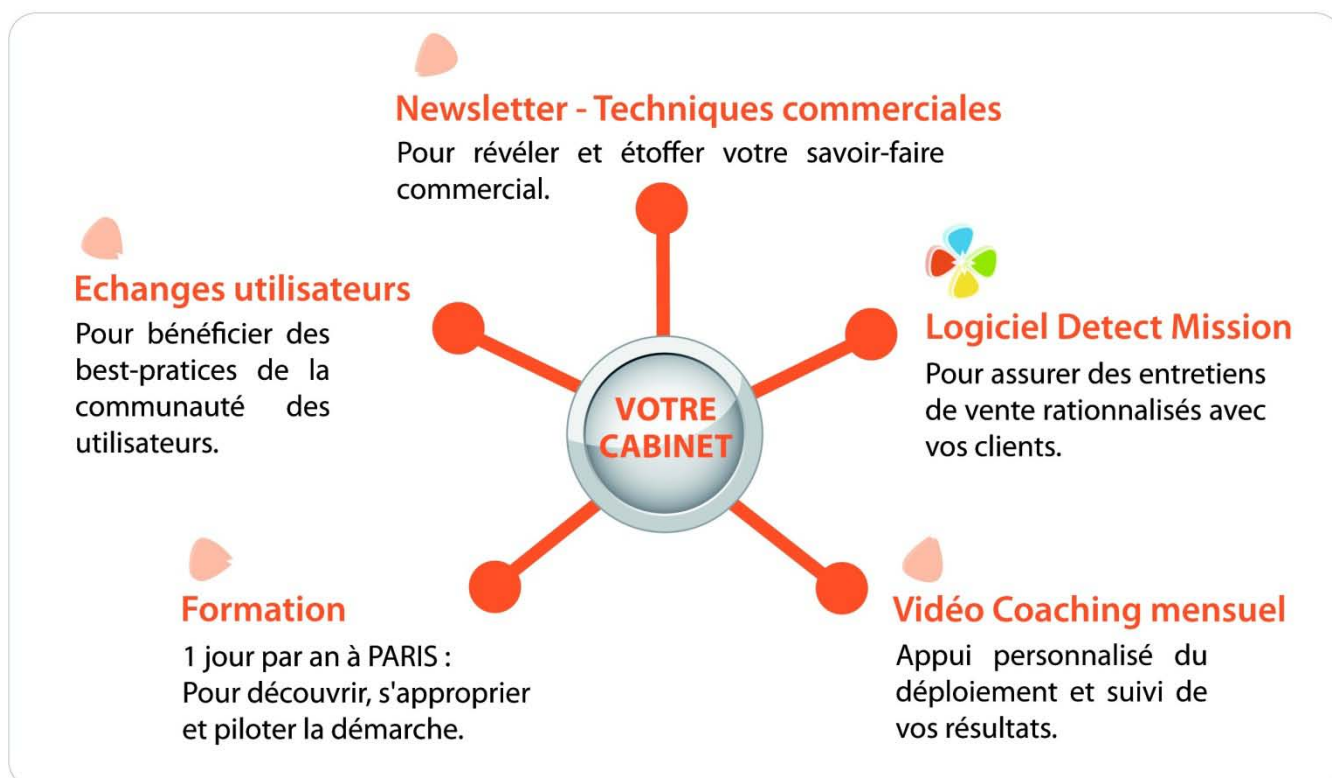 Newsletter - Techniques commerciales
Pour révéler et étoffer votre savoir-faire
commercial.
Echanges utilisateurs
Pour bénéficier des
best-pratices de la
communauté des
utilisateurs.
Logiciel Detect Mission
Pour assurer des entretiens
de vente rationnalisés avec
vos clients.
VOTRE
CABINET
Formation
1 jour par an à PARIS :
Pour découvrir, s'approprier
et piloter la démarche.
Vidéo Coaching mensuel
Appui personnalisé du
déploiement et suivi de
vos résultats.